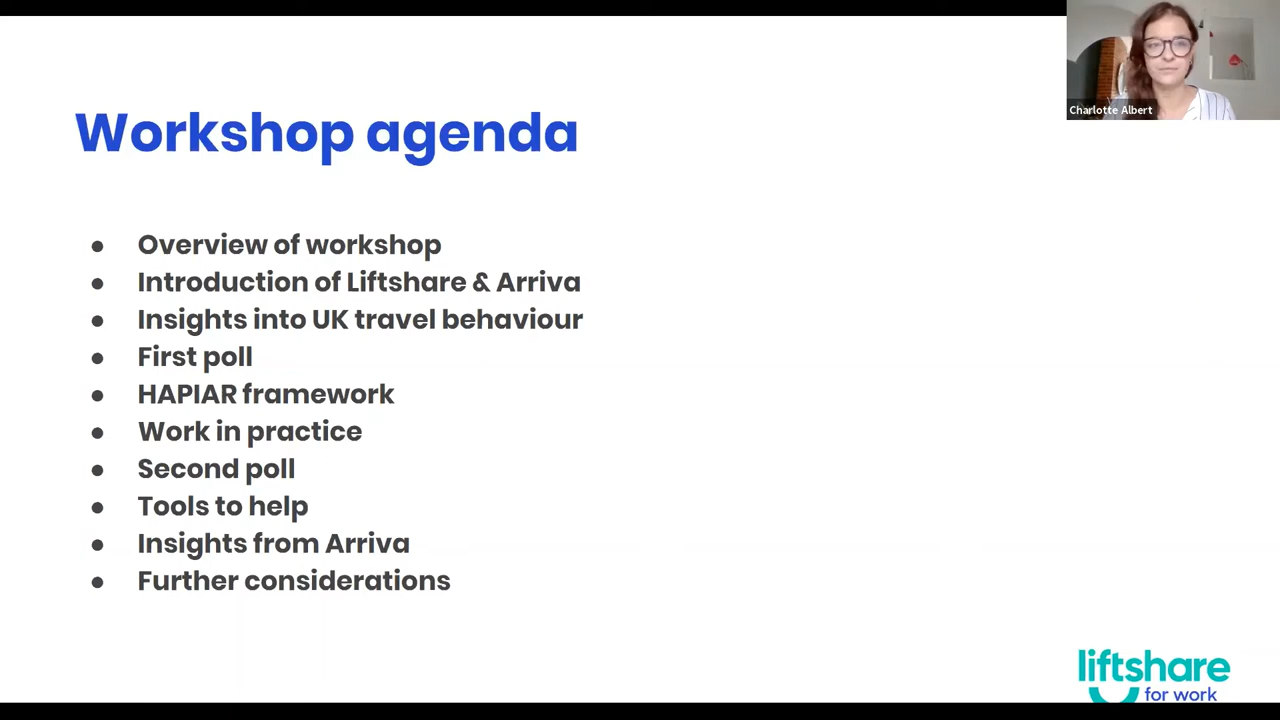 Charlotte Albert
Workshop agenda
● Overview of workshop
● Introduction of Liftshare & Arriva
● Insights into UK travel behaviour
● First poll
● HAPIAR framework
● Work in practice
● Second poll
● Tools to help
● Insights from Arriva
● Further considerations
liftshare
for work